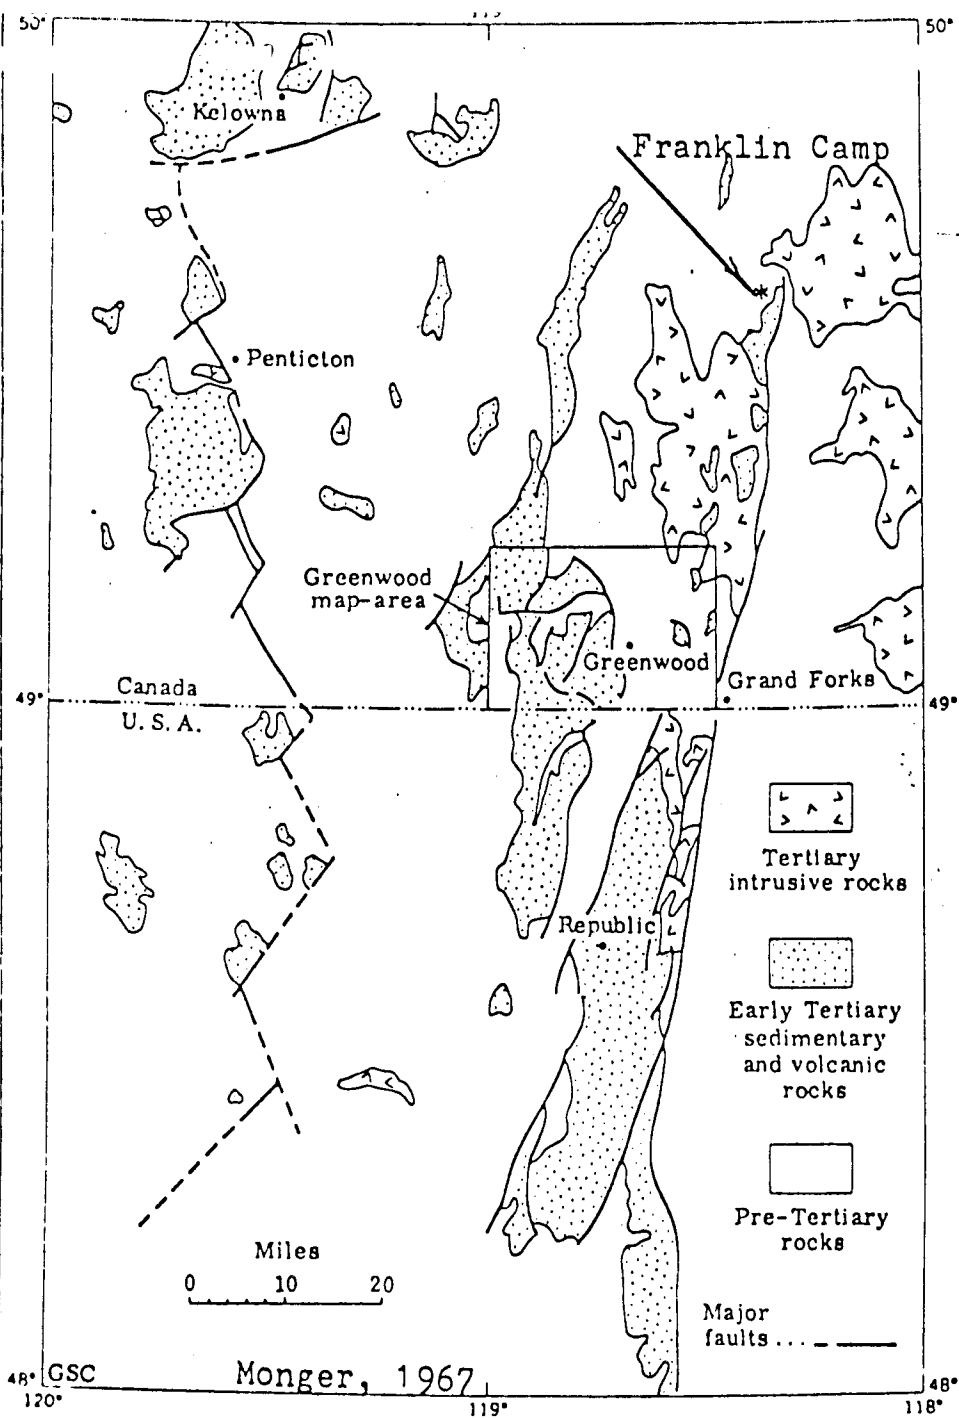 50°
119
50°
Kelowna
Franklin Camp
Penticton
Greenwood
map-area
Greenwood
Canada
Grand Forks
49°
49°
U. S. A.
Tertiary
intrusive rocks
Republic
Early Tertiary
sedimentary
and volcanic
rocks
Pre-Tertiary
rocks
Miles
0 10 20
Major
faults...
48°
GSC
Monger, 1967
48°
120°
119°
118°